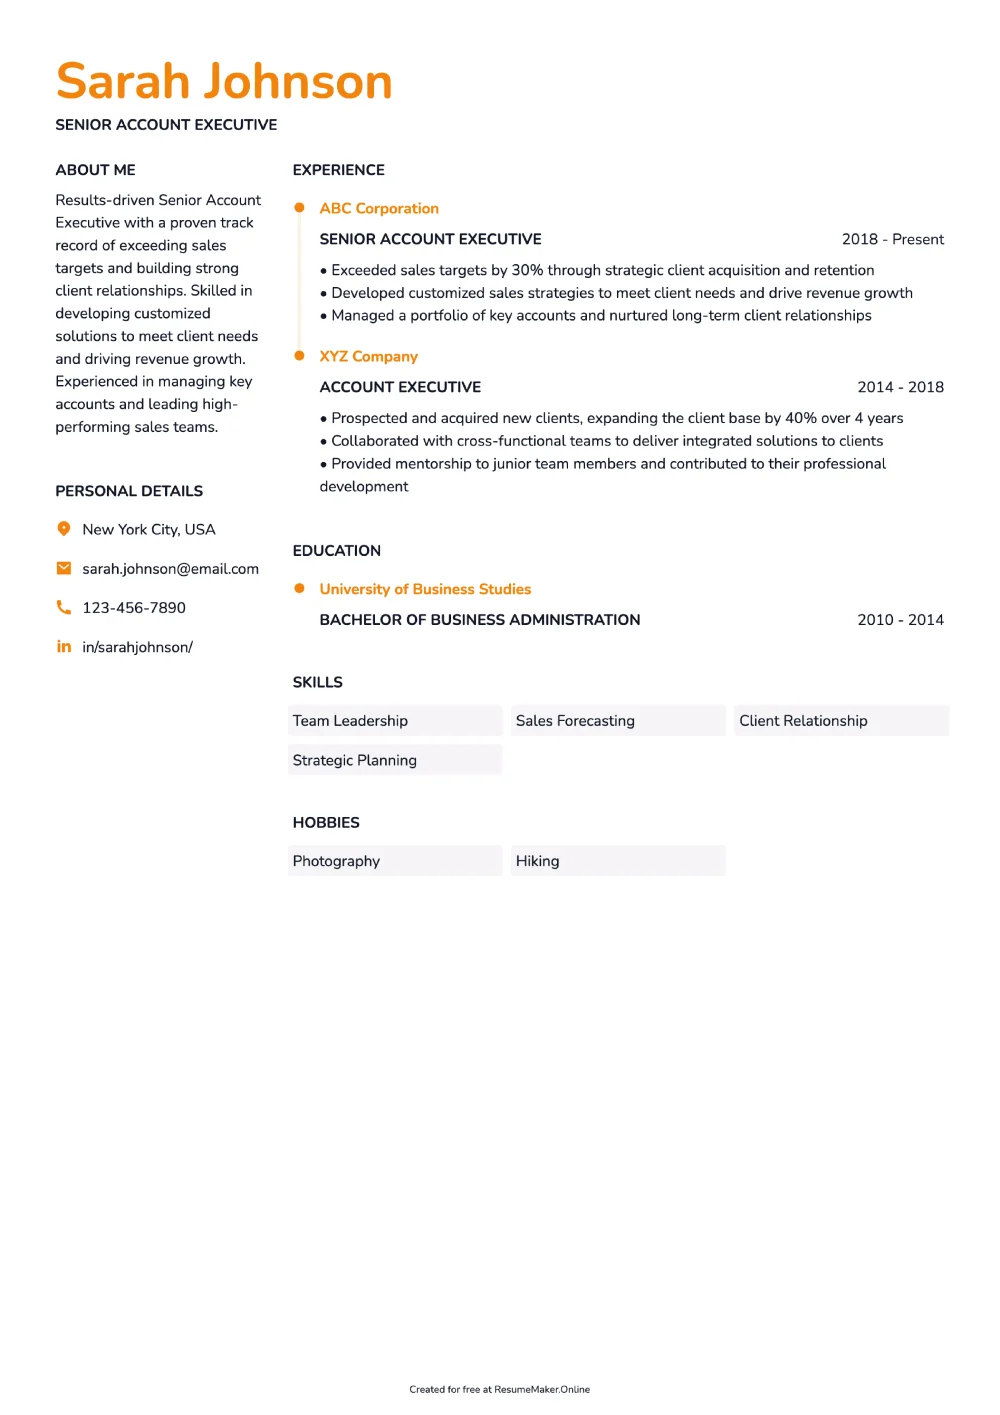 Sarah Johnson
SENIOR ACCOUNT EXECUTIVE
ABOUT ME
Results-driven Senior Account
Executive with a proven track
record of exceeding sales
targets and building strong
client relationships. Skilled in
developing customized
solutions to meet client needs
and driving revenue growth.
Experienced in managing key
accounts and leading high-
performing sales teams.
PERSONAL DETAILS
New York City, USA
sarah.johnson@email.com
123-456-7890
in in/sarahjohnson/
EXPERIENCE
ABC Corporation
SENIOR ACCOUNT EXECUTIVE 2018 - Present
• Exceeded sales targets by 30% through strategic client acquisition and retention
• Developed customized sales strategies to meet client needs and drive revenue growth
• Managed a portfolio of key accounts and nurtured long-term client relationships
XYZ Company
ACCOUNT EXECUTIVE 2014 - 2018
• Prospected and acquired new clients, expanding the client base by 40% over 4 years
• Collaborated with cross-functional teams to deliver integrated solutions to clients
• Provided mentorship to junior team members and contributed to their professional
development
EDUCATION
University of Business Studies
BACHELOR OF BUSINESS ADMINISTRATION 2010 - 2014
SKILLS
Team Leadership Sales Forecasting Client Relationship
Strategic Planning
HOBBIES
Photography Hiking
Created for free at ResumeMaker.Online